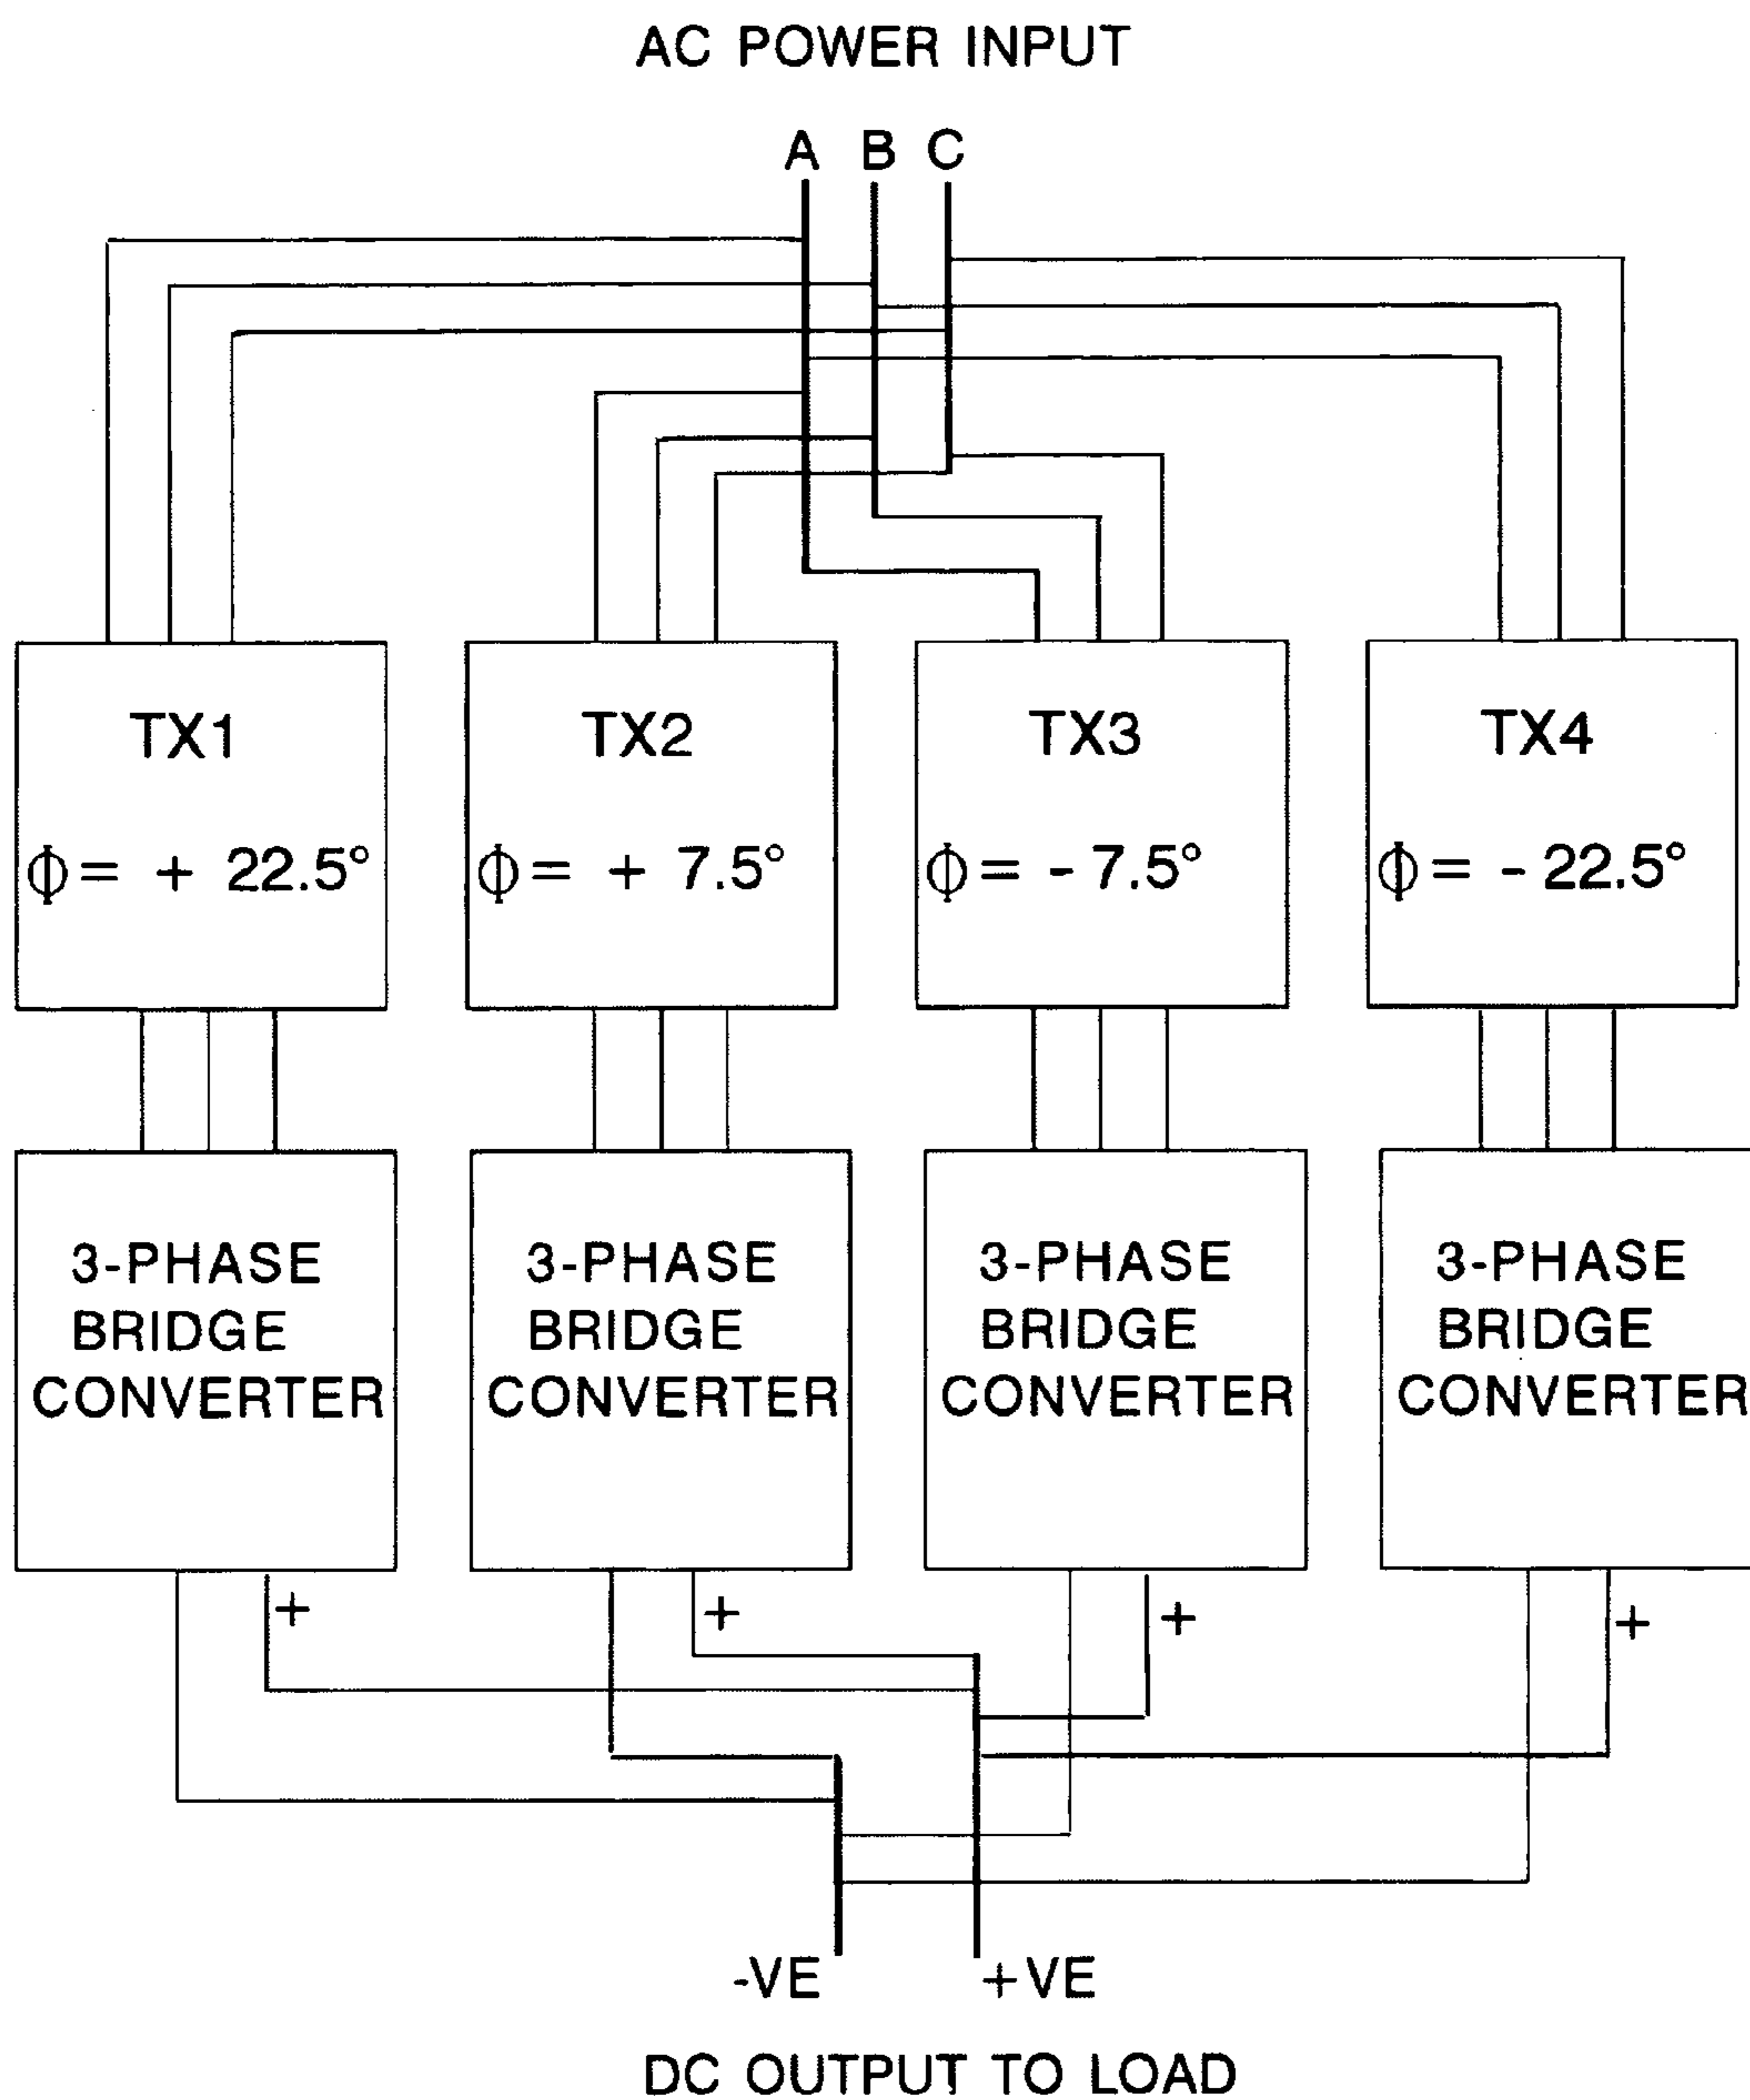 AC POWER INPUT
A B C
TX1
Φ= + 22.5°
TX2
Φ= + 7.5°
TX3
Φ= - 7.5°
TX4
Φ= - 22.5°
3-PHASE
BRIDGE
CONVERTER
3-PHASE
BRIDGE
CONVERTER
3-PHASE
BRIDGE
CONVERTER
3-PHASE
BRIDGE
CONVERTER
+
+
+
+
-VE
+VE
DC OUTPUT TO LOAD